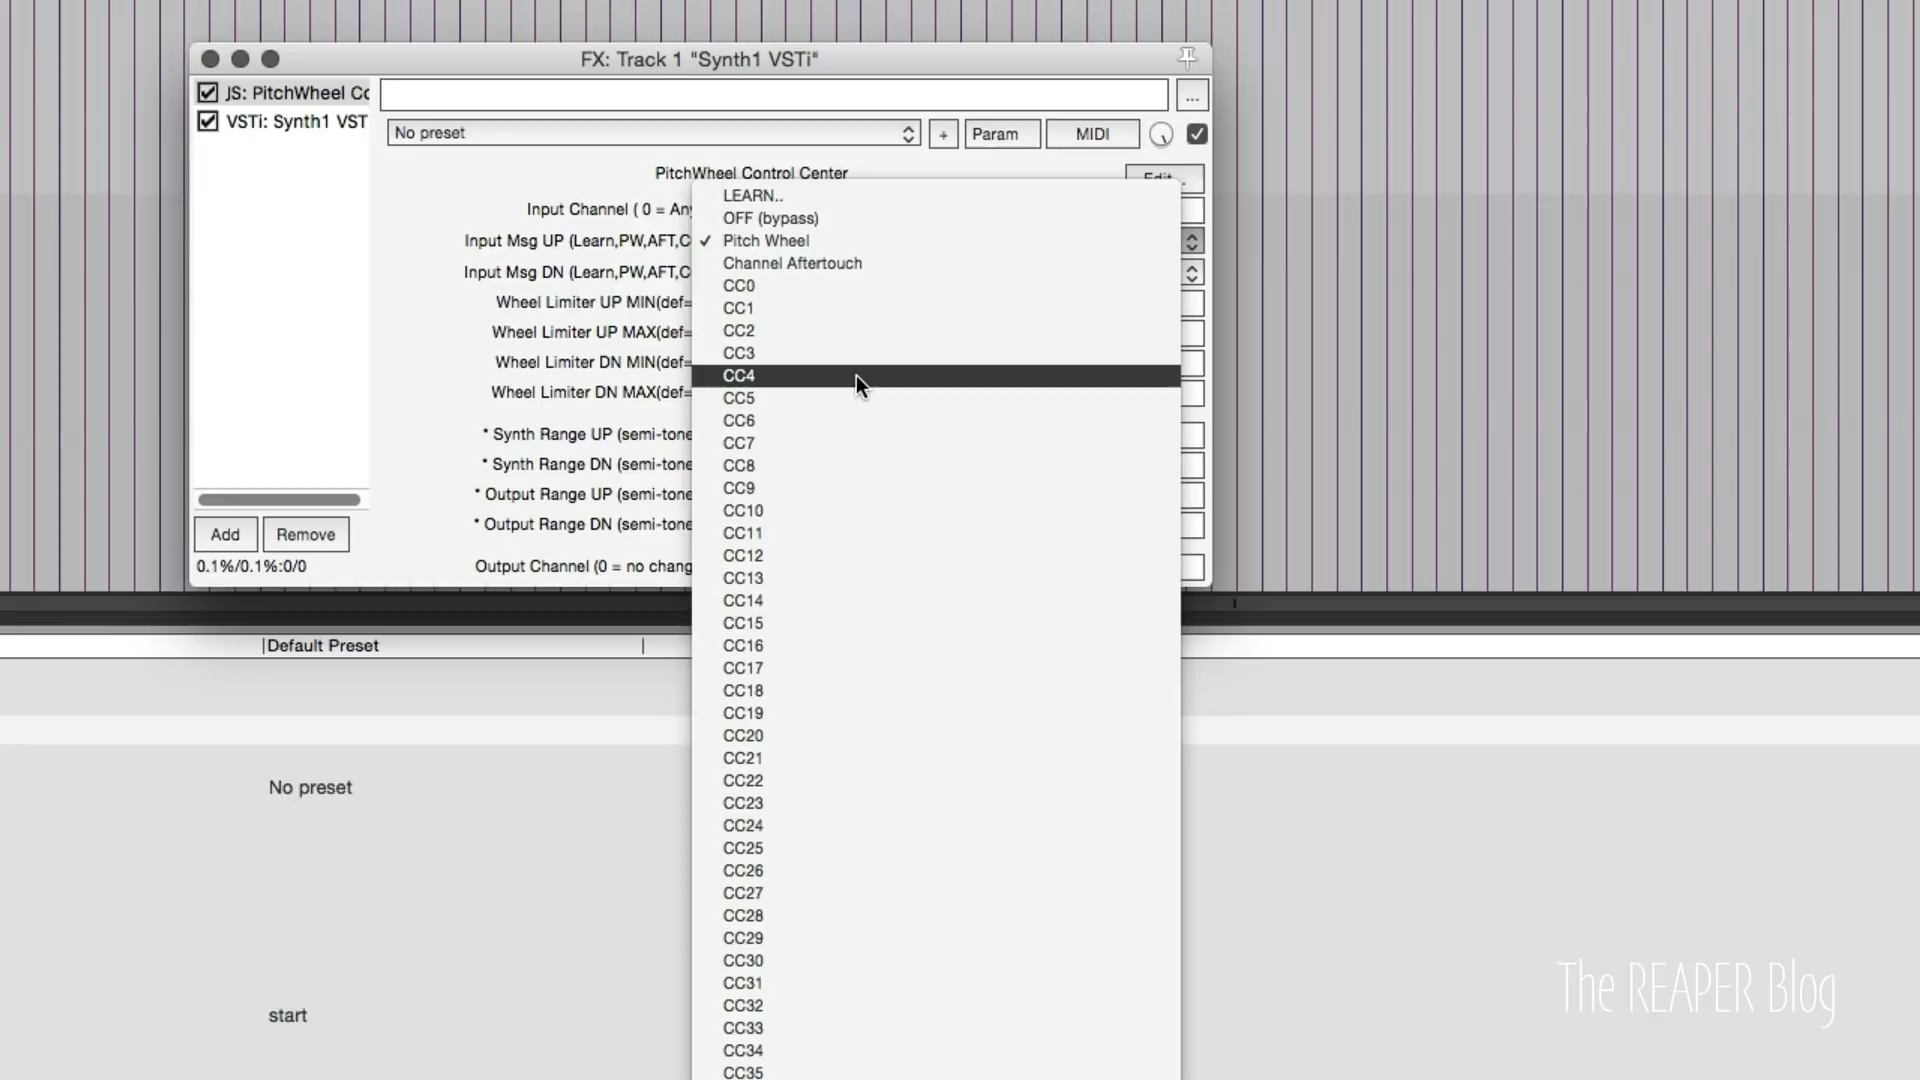 FX: Track 1 "Synth1 VSTi"
JS: PitchWheel Co
...
VSTi: Synth1 VST
No preset
+
Param
MIDI
PitchWheel Control Center
Edit...
Input Channel ( 0 = Any
Input Msg UP (Learn,PW,AFT,C
Input Msg DN (Learn,PW,AFT,C
Wheel Limiter UP MIN(def=
Wheel Limiter UP MAX(def=
Wheel Limiter DN MIN(def=
Wheel Limiter DN MAX(def=
* Synth Range UP (semi-tone
* Synth Range DN (semi-tone
* Output Range UP (semi-tone
* Output Range DN (semi-tone
Output Channel (0 = no chang
LEARN..
OFF (bypass)
✓ Pitch Wheel
Channel Aftertouch
CC0
CC1
CC2
CC3
CC4
CC5
CC6
CC7
CC8
CC9
CC10
CC11
CC12
CC13
CC14
CC15
CC16
CC17
CC18
CC19
CC20
CC21
CC22
CC23
CC24
CC25
CC26
CC27
CC28
CC29
CC30
CC31
CC32
CC33
CC34
CC35
Add
Remove
0.1%/0.1%:0/0
Default Preset
No preset
start
The REAPER Blog